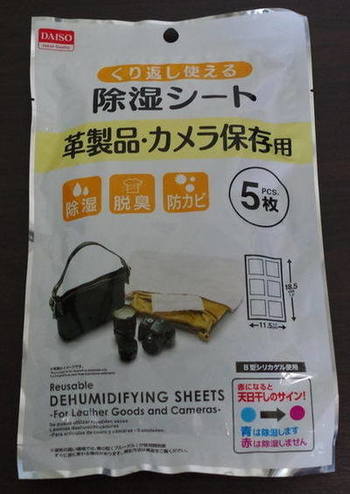 DAISO
くり返し使える
除湿シート
革製品・カメラ保存用
除湿
脱臭
防カビ
5 PCS. 枚
18.5
11.5
B型シリカゲル使用
Reusable
DEHUMIDIFYING SHEETS
-For Leather Goods and Cameras-
赤になると
天日干しのサイン!
青は除湿します
赤は除湿しません